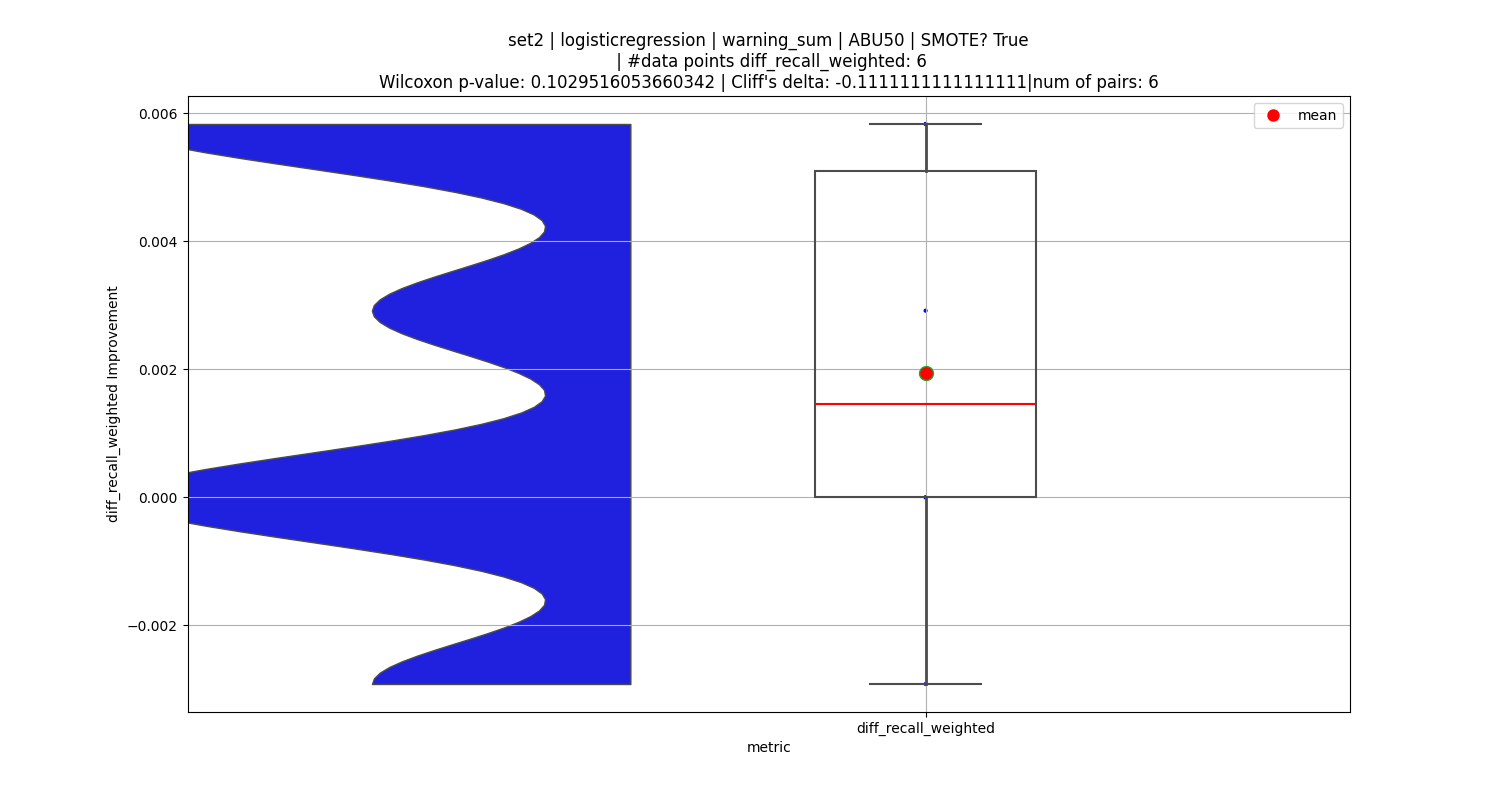 set2 | logisticregression | warning_sum | ABU50 | SMOTE? True
| #data points diff_recall_weighted: 6
Wilcoxon p-value: 0.1029516053660342 | Cliff's delta: -0.1111111111111111|num of pairs: 6
mean
0.006
0.004
0.002
0.000
−0.002
diff_recall_weighted Improvement
diff_recall_weighted
metric